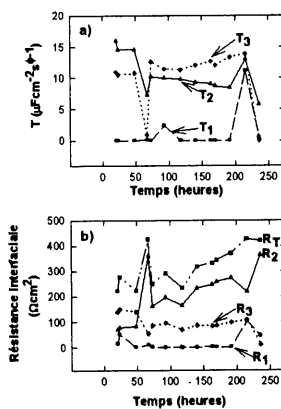 a)
T (µFcm⁻²s^(ϕ-1))
20
15
10
5
0
T₃
T₂
T₁
0 50 100 150 200 250
Temps (heures)
b)
Résistance Interfaciale
(Ωcm²)
500
400
300
200
100
0
R_T
R₂
R₃
R₁
0 50 100 150 200 250
Temps (heures)